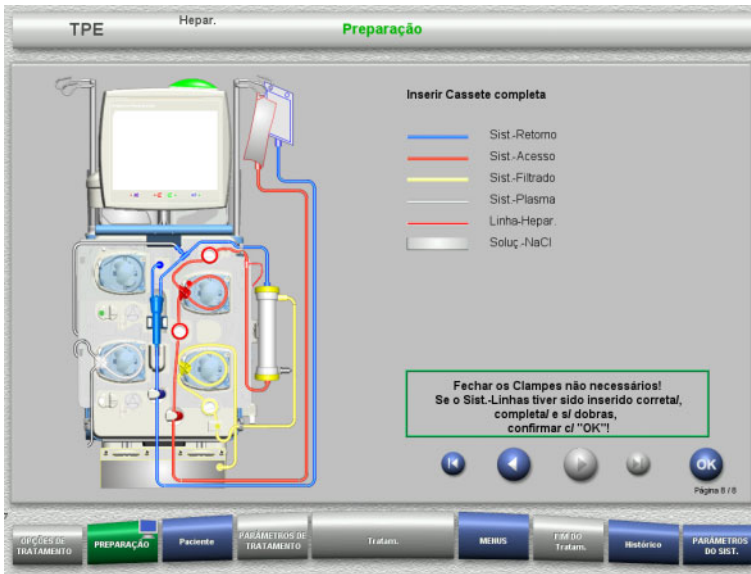 TPE
Hepar.
Preparação
Inserir Cassete completa
Sist.-Retorno
Sist.-Acesso
Sist.-Filtrado
Sist.-Plasma
Linha-Hepar.
Soluç.-NaCl
Fechar os Clampes não necessários!
Se o Sist.-Linhas tiver sido inserido correta/,
completa/ e s/ dobras,
confirmar c/ "OK"!
OK
Página 8 / 8
OPÇÕES DE
TRATAMENTO
PREPARAÇÃO
Paciente
PARÂMETROS DE
TRATAMENTO
Tratam.
MENUS
FIM DO
Tratam.
Histórico
PARÂMETROS
DO SIST.